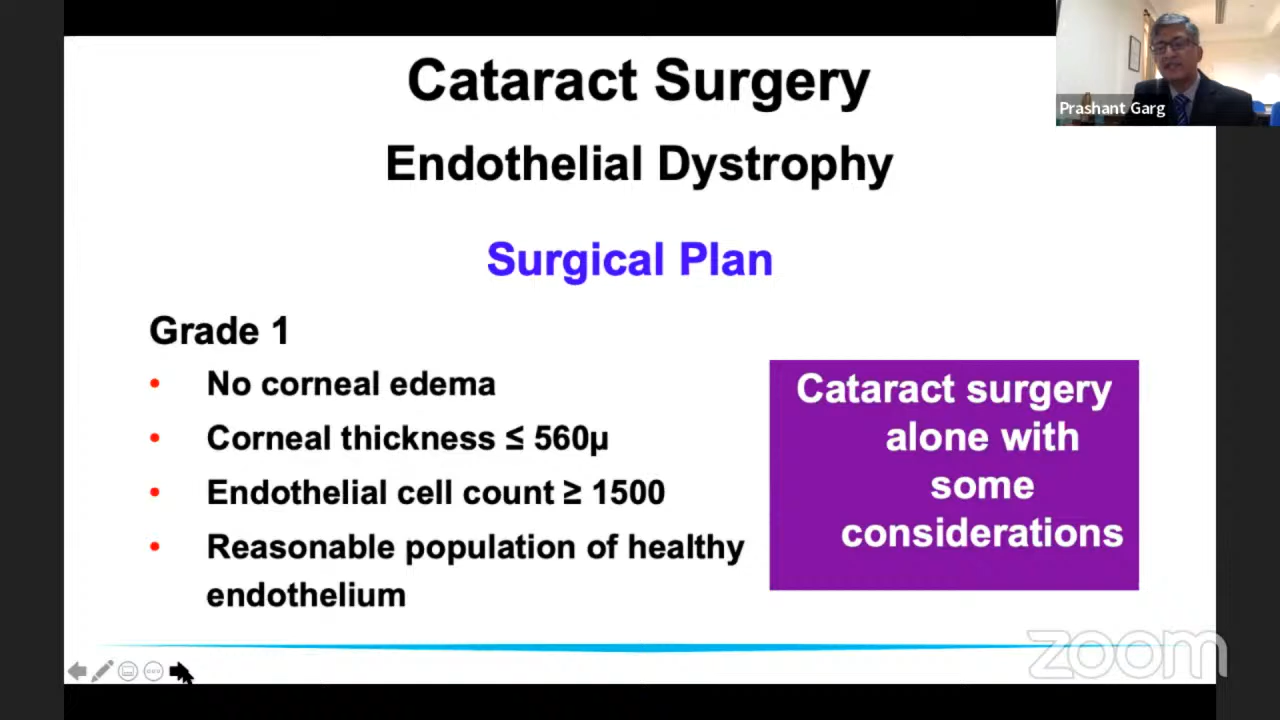 Cataract Surgery
Endothelial Dystrophy
Surgical Plan
Grade 1
• No corneal edema
• Corneal thickness ≤ 560µ
• Endothelial cell count ≥ 1500
• Reasonable population of healthy
endothelium
Cataract surgery
alone with
some
considerations
Prashant Garg
zoom